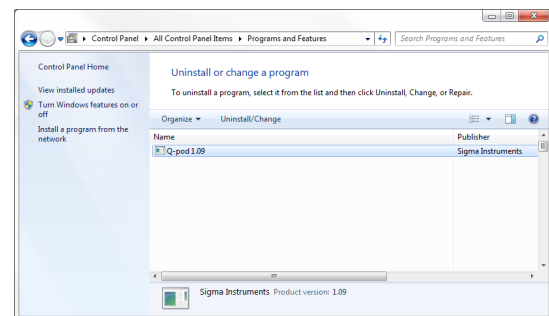 Control Panel ▸ All Control Panel Items ▸ Programs and Features
Search Programs and Features
Control Panel Home
View installed updates
Turn Windows features on or
off
Install a program from the
network
Uninstall or change a program
To uninstall a program, select it from the list and then click Uninstall, Change, or Repair.
Organize Uninstall/Change
Name Publisher
Q-pod 1.09 Sigma Instruments
Sigma Instruments Product version: 1.09